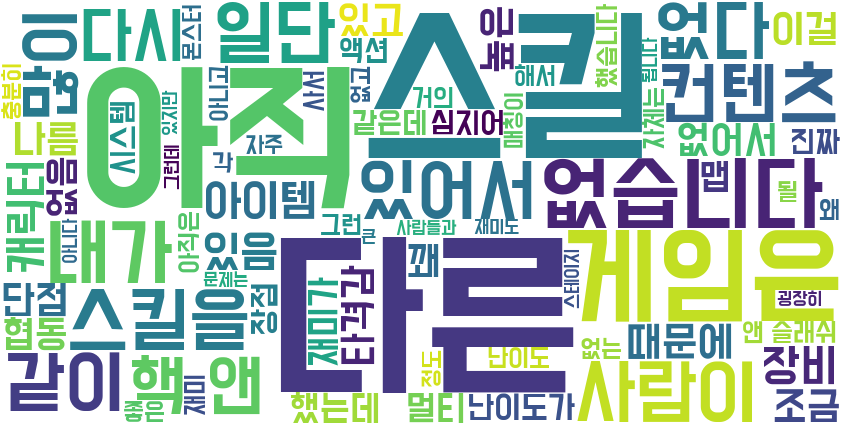 많이
다시
몬스터
일단
있고
액션
높은
스킬
했습니다
됩니다
없다
이걸
충분히
한
시스템
있지만
아니고
아직
사서
없고
거의
해서
매칭이
자체는
컨텐츠
나름
그런데
각
자주
같은데
심지어
없어서
진짜
캐릭터
없음
아니다
아직은
아이템
있어서
없습니다
맵
될
왜
내가
있음
그런
큰
사람들과
재미도
꽤
스테이지
게임은
문제는
단점
협동
스킬을
장점
재미가
타격감
다른
굉장히
없는
때문에
앤 슬래쉬
장비
같이
좋은
재미
핵 앤
했는데
정도
멀티
난이도
난이도가
사람이
조금